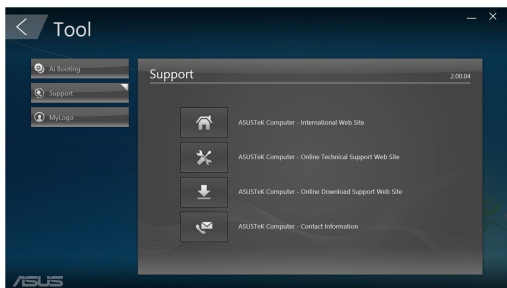 Tool
Ai Booting
Support
MyLogo
Support
2.00.04
ASUSTeK Computer - International Web Site
ASUSTeK Computer - Online Technical Support Web Site
ASUSTeK Computer - Online Download Support Web Site
ASUSTeK Computer - Contact Information
ASUS